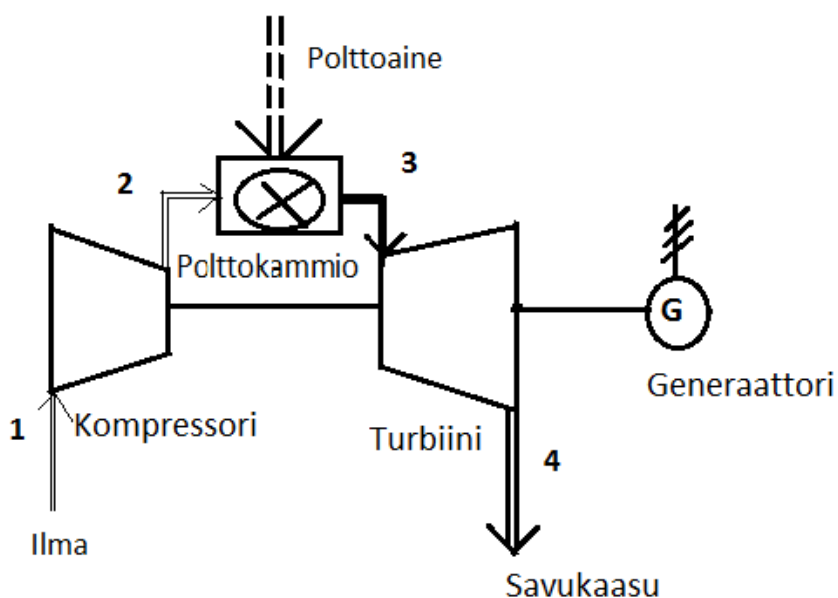 Polttoaine
2
3
Polttokammio
G
Generaattori
1
Kompressori
Turbiini
4
Ilma
Savukaasu